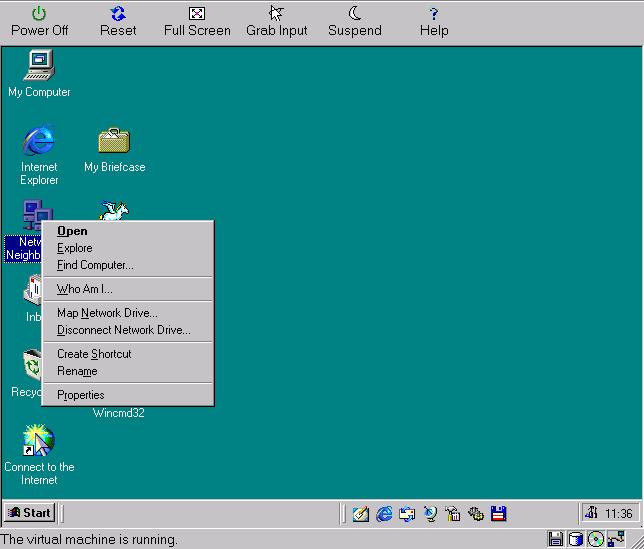 Power Off
Reset
Full Screen
Grab Input
Suspend
Help
My Computer
Internet
Explorer
My Briefcase
Netw
Neighb
Open
Explore
Find Computer...
Who Am I...
Map Network Drive...
Disconnect Network Drive...
Create Shortcut
Rename
Properties
Inb
Recyc
Wincmd32
Connect to the
Internet
Start
11:36
The virtual machine is running.